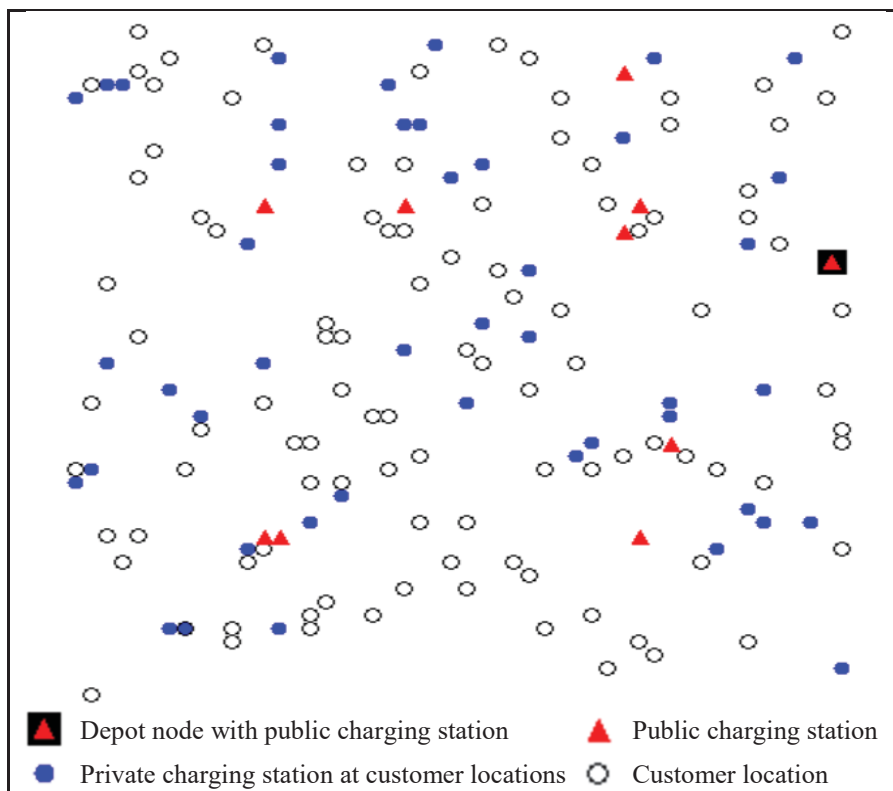 Depot node with public charging station
Public charging station
Private charging station at customer locations
Customer location